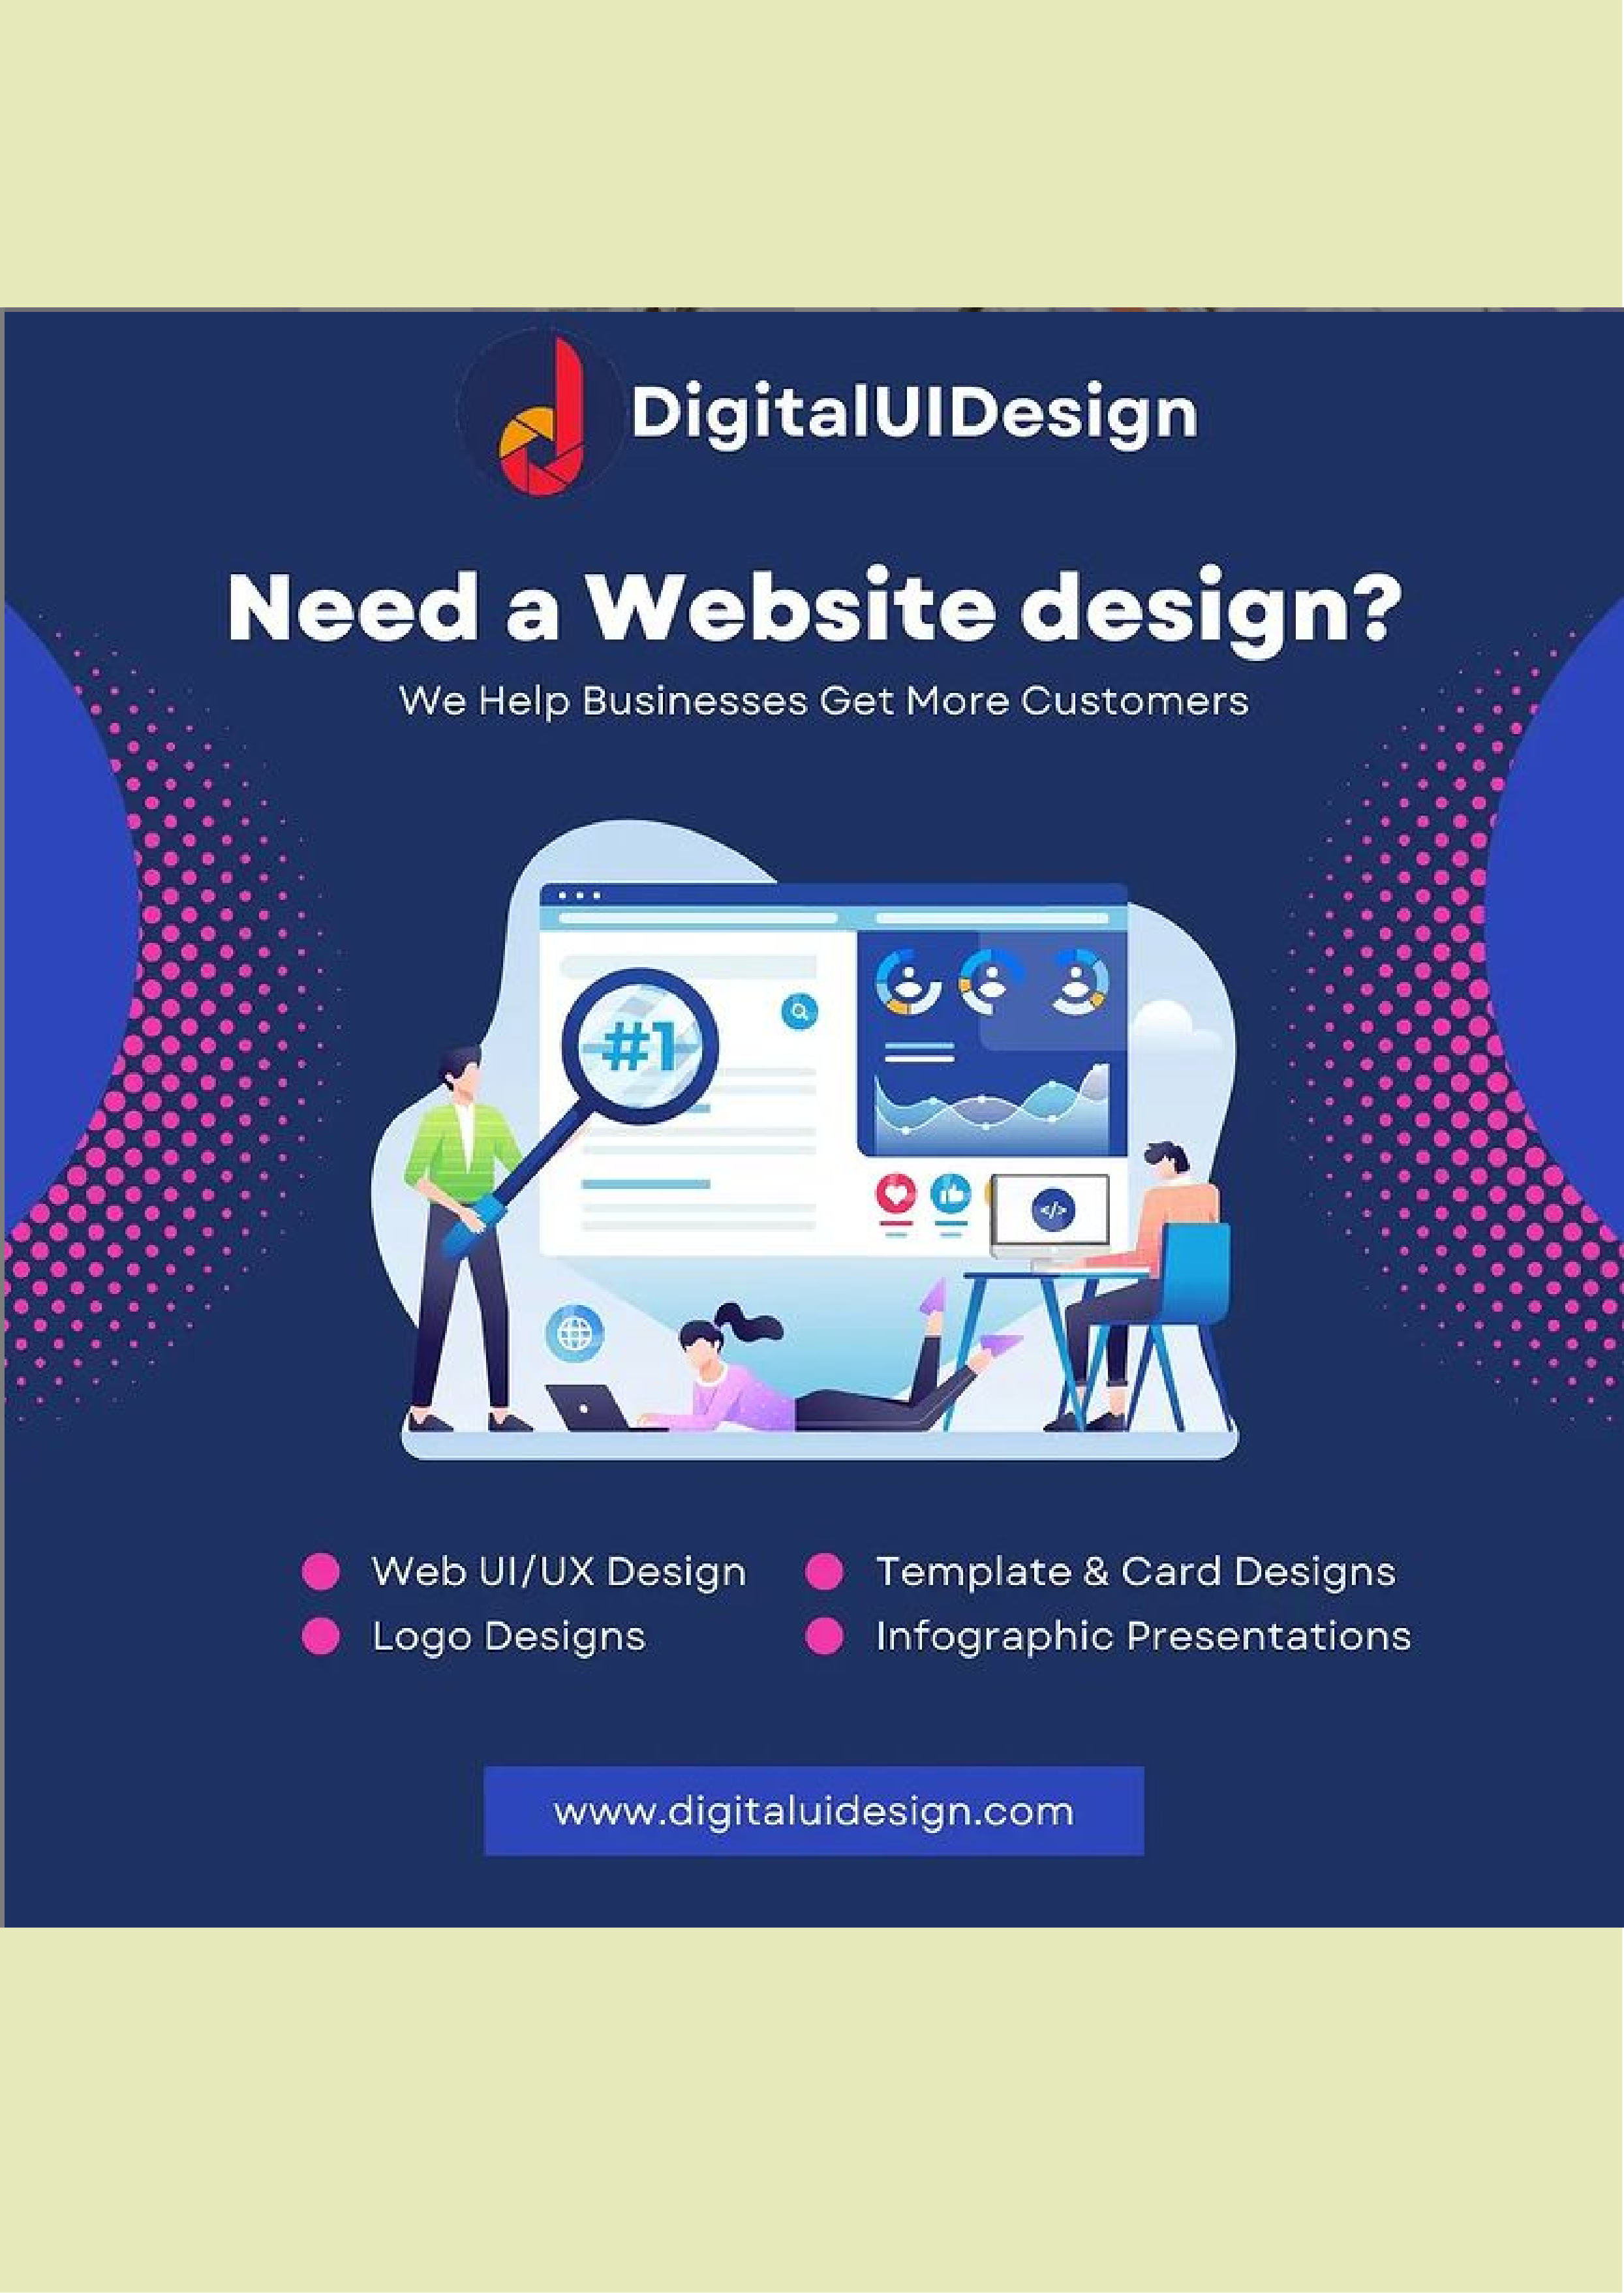 DigitalUIDesign
Need a Website design?
We Help Businesses Get More Customers
#1
</>
Web UI/UX Design
Logo Designs
Template & Card Designs
Infographic Presentations
www.digitaluidesign.com